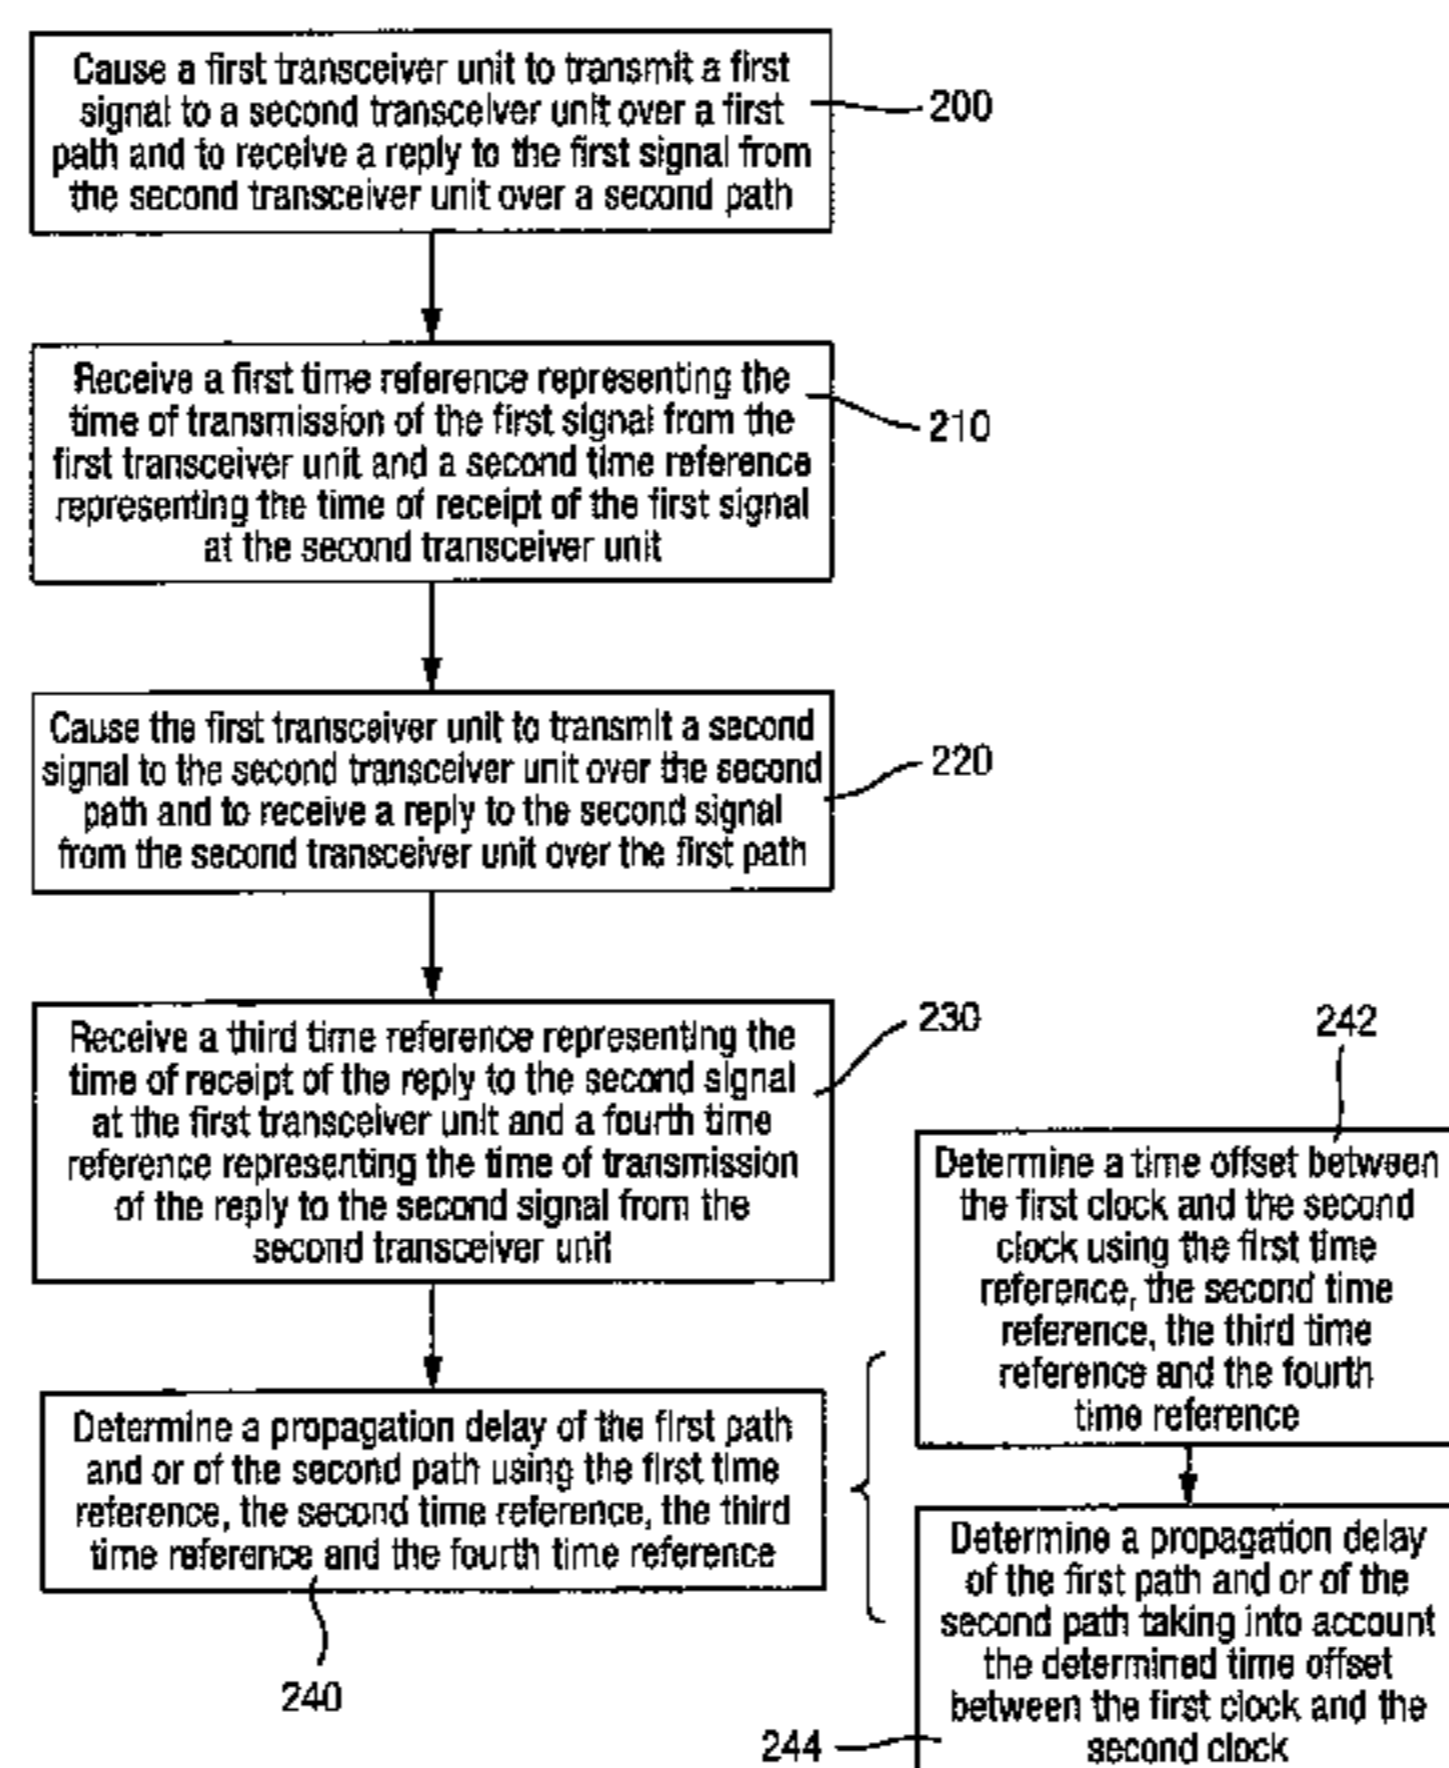 Cause a first transceiver unit to transmit a first
signal to a second transceiver unit over a first
path and to receive a reply to the first signal from
the second transceiver unit over a second path
200
Receive a first time reference representing the
time of transmission of the first signal from the
first transceiver unit and a second time reference
representing the time of receipt of the first signal
at the second transceiver unit
210
Cause the first transceiver unit to transmit a second
signal to the second transceiver unit over the second
path and to receive a reply to the second signal
from the second transceiver unit over the first path
220
Receive a third time reference representing the
time of receipt of the reply to the second signal
at the first transceiver unit and a fourth time
reference representing the time of transmission
of the reply to the second signal from the
second transceiver unit
230
Determine a propagation delay of the first path
and or of the second path using the first time
reference, the second time reference, the third
time reference and the fourth time reference
240
242
Determine a time offset between
the first clock and the second
clock using the first time
reference, the second time
reference, the third time
reference and the fourth
time reference
Determine a propagation delay
of the first path and or of the
second path taking into account
the determined time offset
between the first clock and the
second clock
244